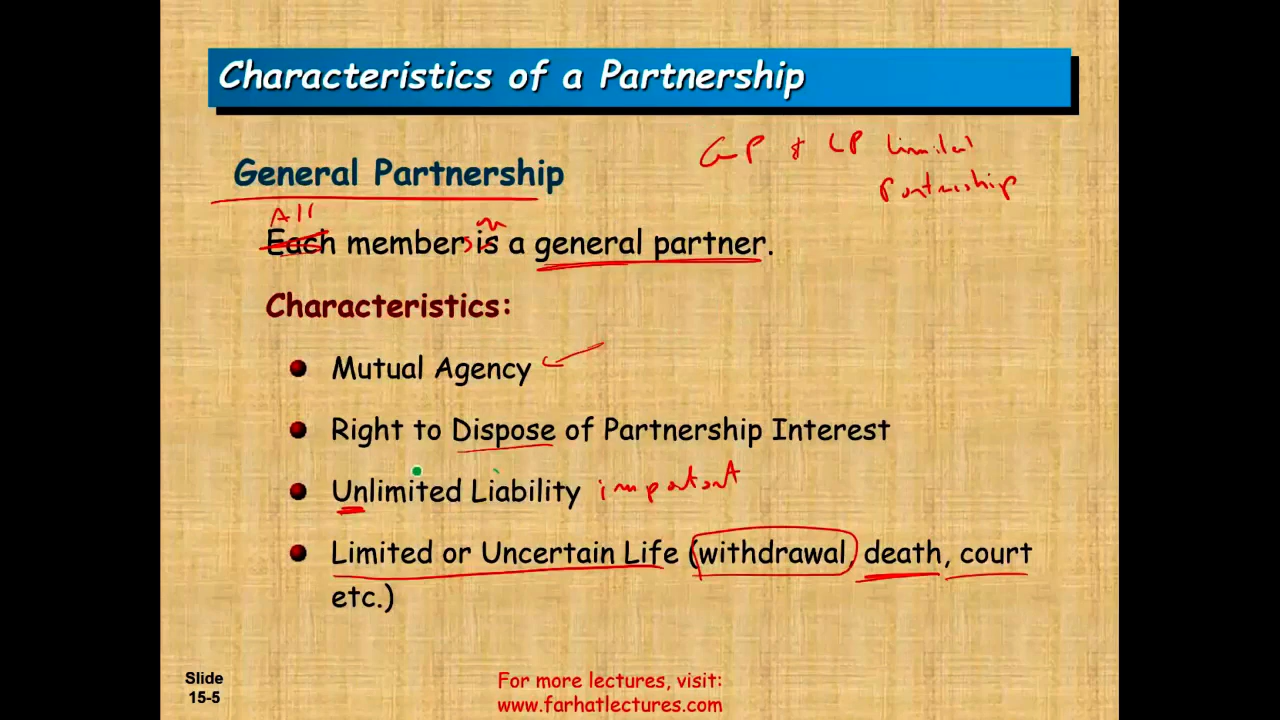 Characteristics of a Partnership
GP & LP Limited
Partnership
General Partnership
All
Each members is a general partner.
Characteristics:
Mutual Agency
Right to Dispose of Partnership Interest
Unlimited Liability important
Limited or Uncertain Life (withdrawal, death, court
etc.)
Slide
15-5
For more lectures, visit:
www.farhatlectures.com